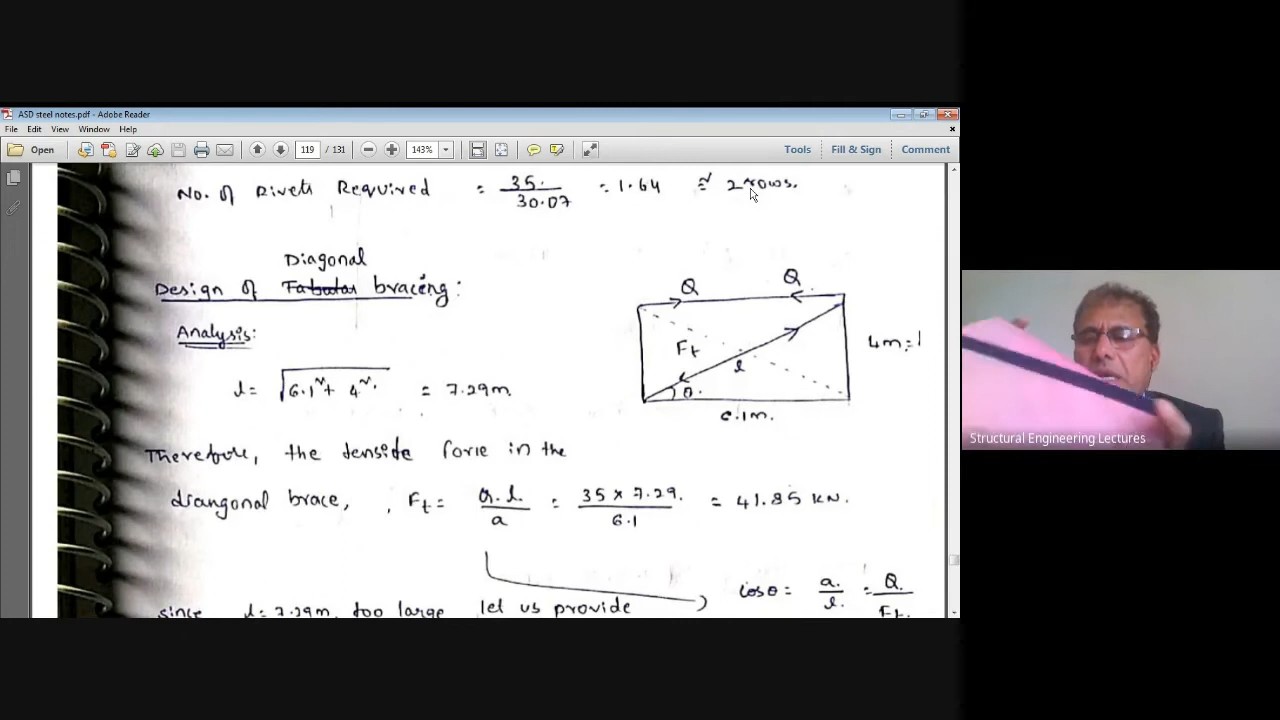 ASD steel notes.pdf - Adobe Reader
File Edit View Window Help
Open 119 / 131 143% Tools Fill & Sign Comment
No. of Rivets Required = 35. / 30.07 = 1.64 ≅ 2 rows.
Diagonal
Design of Tabular bracing:
Analysis:
l = √6.1² + 4². = 7.29m.
Q Q
Ft l θ. 4m = l
6.1m.
Therefore, the tensile force in the
diangonal brace, Ft = Q.l / a = 35 x 7.29. / 6.1 = 41.85 KN.
Cosθ = a. / l. = Q / Ft.
since l = 7.29m, too large let us provide
Structural Engineering Lectures